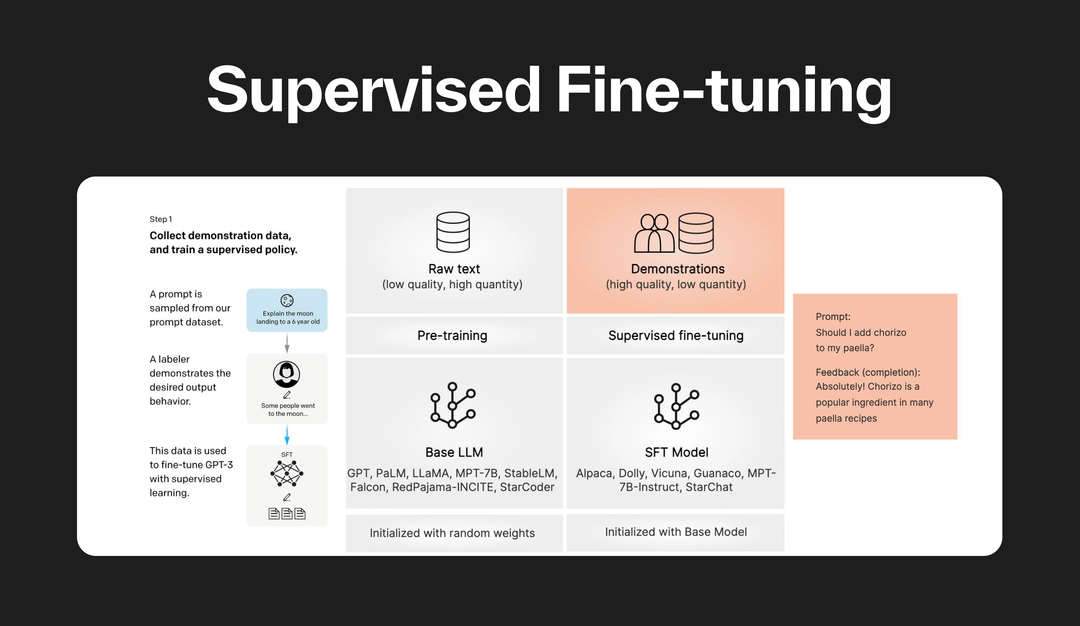 Supervised Fine-tuning
Step 1
Collect demonstration data,
and train a supervised policy.
A prompt is
sampled from our
prompt dataset.
Explain the moon
landing to a 6 year old
A labeler
demonstrates the
desired output
behavior.
Some people went
to the moon...
This data is used
to fine-tune GPT-3
with supervised
learning.
SFT
Raw text
(low quality, high quantity)
Pre-training
Base LLM
GPT, PaLM, LLaMA, MPT-7B, StableLM,
Falcon, RedPajama-INCITE, StarCoder
Initialized with random weights
Demonstrations
(high quality, low quantity)
Supervised fine-tuning
SFT Model
Alpaca, Dolly, Vicuna, Guanaco, MPT-
7B-Instruct, StarChat
Initialized with Base Model
Prompt:
Should I add chorizo
to my paella?
Feedback (completion):
Absolutely! Chorizo is a
popular ingredient in many
paella recipes